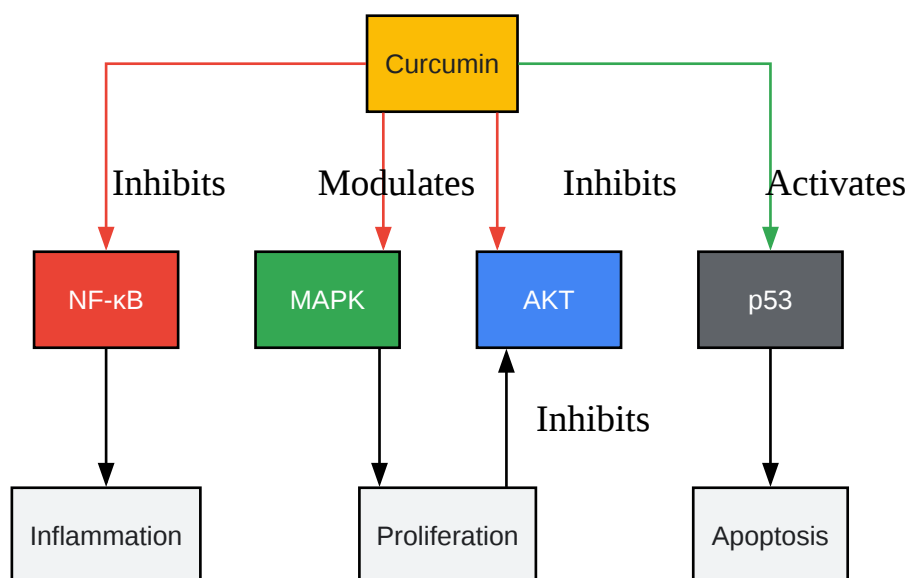 Curcumin
Inhibits
Modulates
Inhibits
Activates
NF-κB
MAPK
AKT
p53
Inhibits
Inflammation
Proliferation
Apoptosis